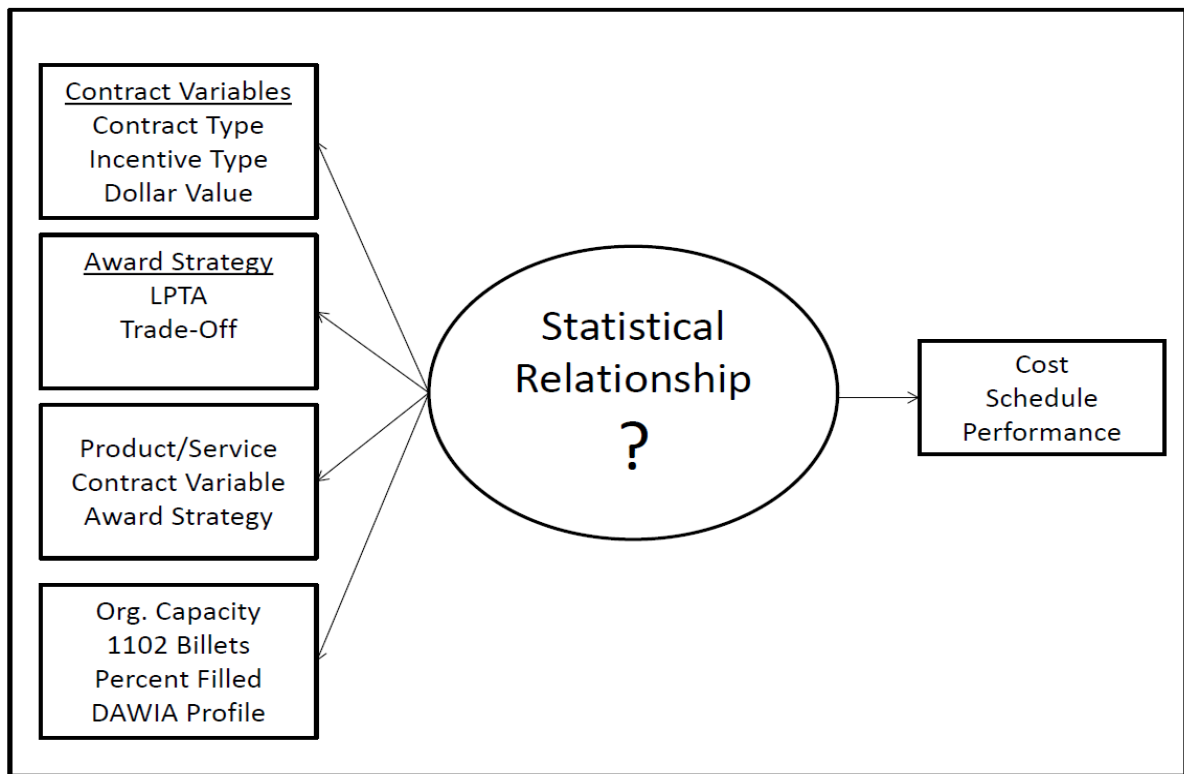 Contract Variables
Contract Type
Incentive Type
Dollar Value
Award Strategy
LPTA
Trade-Off
Product/Service
Contract Variable
Award Strategy
Org. Capacity
1102 Billets
Percent Filled
DAWIA Profile
Statistical
Relationship
?
Cost
Schedule
Performance